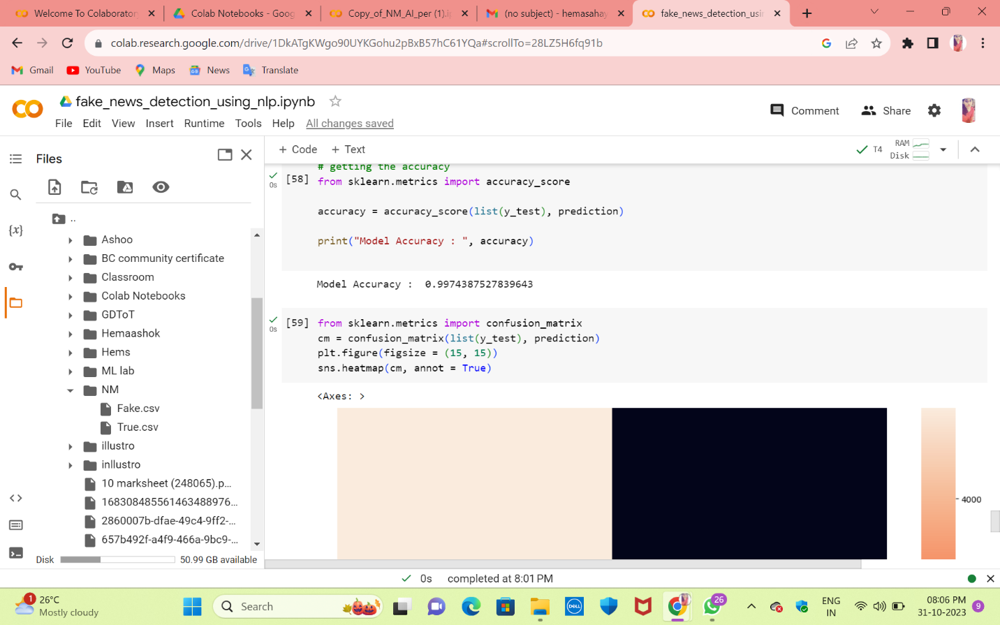 Welcome To Colaborator
Colab Notebooks - Goog
Copy_of_NM_AI_per (1).i
(no subject) - hemasahay
fake_news_detection_usin
colab.research.google.com/drive/1DkATgKWgo90UYKGohu2pBxB57hC61YQa#scrollTo=28LZ5H6fq91b
Gmail
YouTube
Maps
News
Translate
fake_news_detection_using_nlp.ipynb
Comment
Share
File Edit View Insert Runtime Tools Help All changes saved
Files
+ Code + Text
T4
RAM
Disk
..
Ashoo
BC community certificate
Classroom
Colab Notebooks
GDToT
Hemaashok
Hems
ML lab
NM
Fake.csv
True.csv
illustro
inllustro
10 marksheet (248065).p...
168308485561463488976...
2860007b-dfae-49c4-9ff2-...
657b492f-a4f9-466a-9bc9-...
Disk
50.99 GB available
{x}
# getting the accuracy
0s
[58] from sklearn.metrics import accuracy_score
accuracy = accuracy_score(list(y_test), prediction)
print("Model Accuracy : ", accuracy)
Model Accuracy :  0.9974387527839643
0s
[59] from sklearn.metrics import confusion_matrix
cm = confusion_matrix(list(y_test), prediction)
plt.figure(figsize = (15, 15))
sns.heatmap(cm, annot = True)
<Axes: >
4000
0s completed at 8:01 PM
1
26°C
Mostly cloudy
Search
DELL
26
ENG
IN
08:06 PM
31-10-2023
9